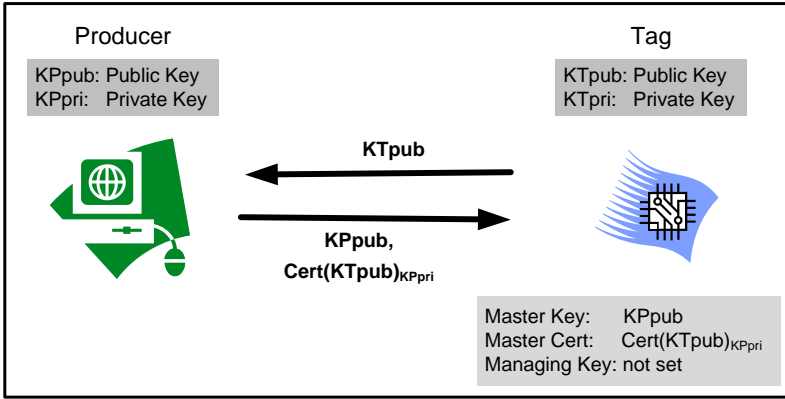 Producer
Tag
KPpub: Public Key
KPpri: Private Key
KTpub: Public Key
KTpri: Private Key
KTpub
KPpub,
Cert(KTpub)KPpri
Master Key: KPpub
Master Cert: Cert(KTpub)KPpri
Managing Key: not set